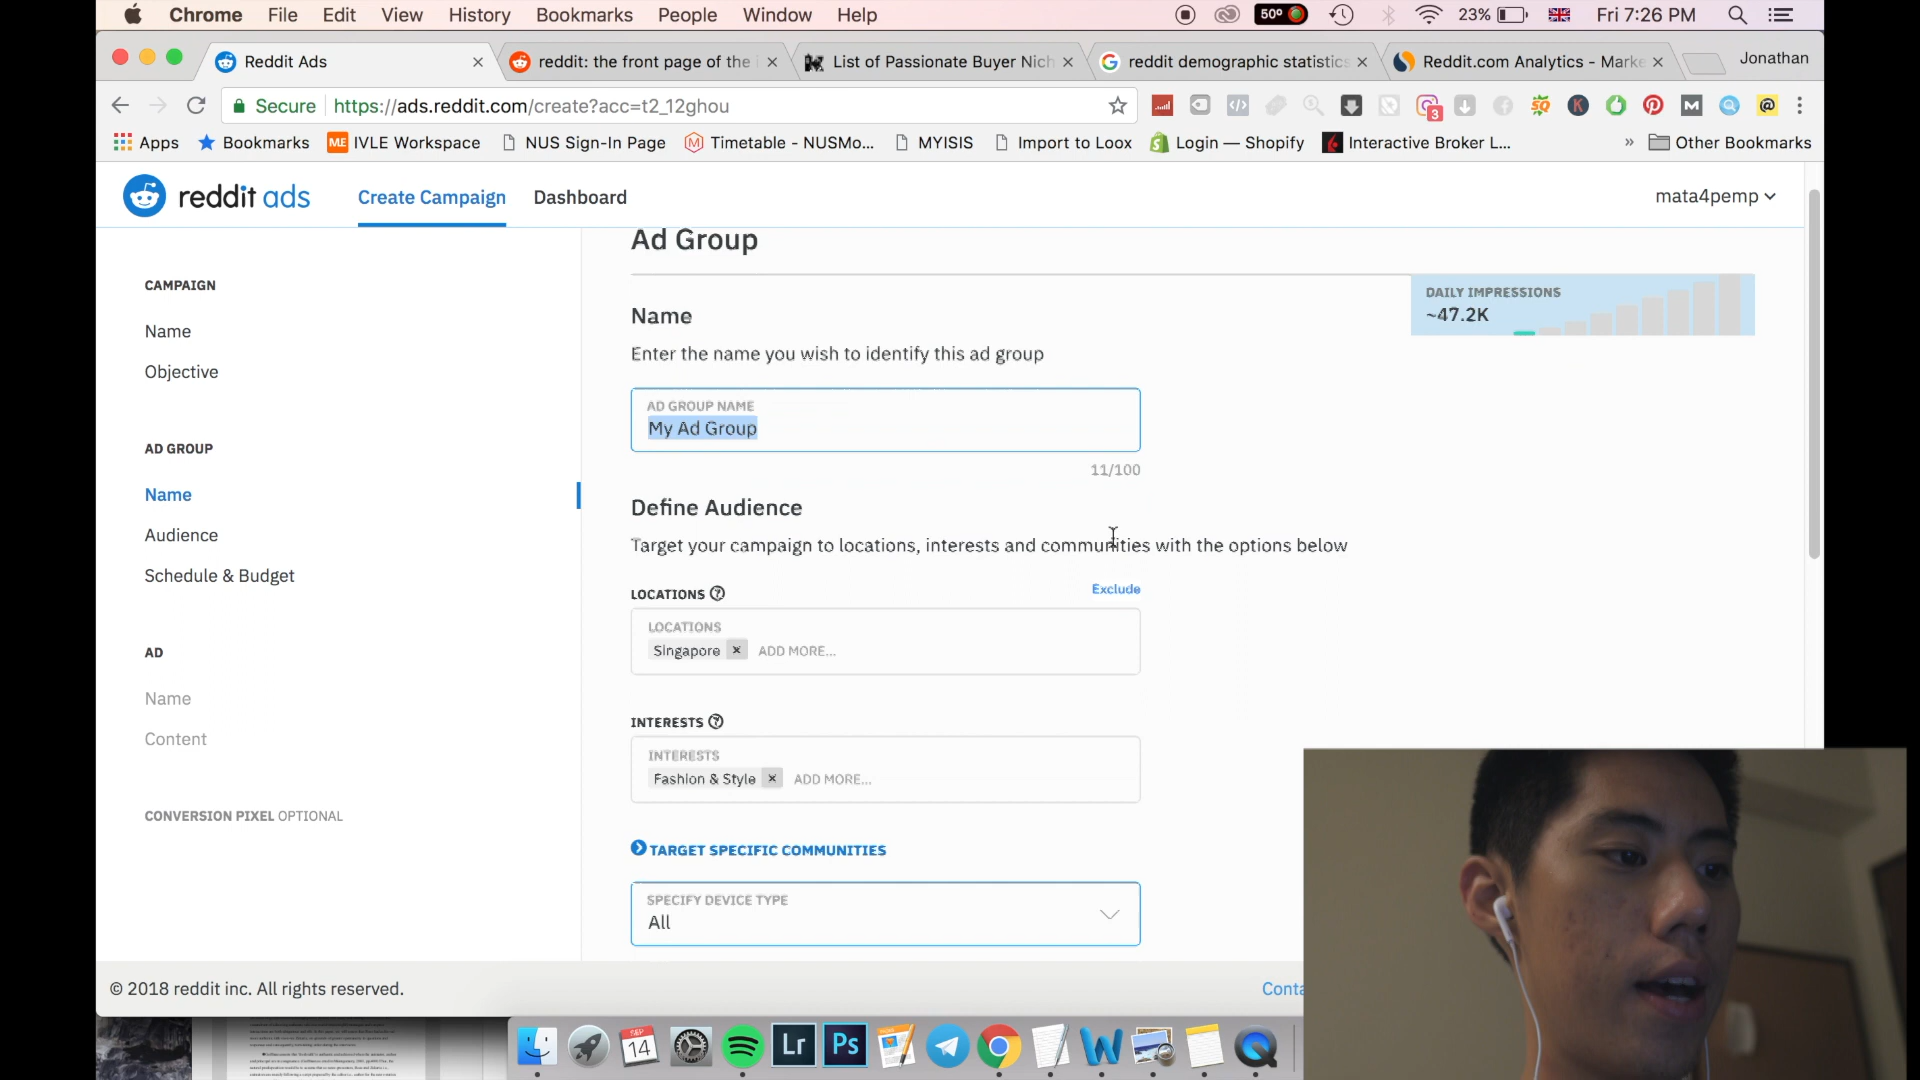 Chrome File Edit View History Bookmarks People Window Help 50° 23% Fri 7:26 PM
Reddit Ads reddit: the front page of the List of Passionate Buyer Nich reddit demographic statistics Reddit.com Analytics - Marke Jonathan
Secure https://ads.reddit.com/create?acc=t2_12ghou 3
Apps Bookmarks IVLE Workspace NUS Sign-In Page Timetable - NUSMo... MYISIS Import to Loox Login — Shopify Interactive Broker L... » Other Bookmarks
reddit ads Create Campaign Dashboard mata4pemp
CAMPAIGN
Name
Objective
AD GROUP
Name
Audience
Schedule & Budget
AD
Name
Content
CONVERSION PIXEL OPTIONAL
Ad Group
DAILY IMPRESSIONS
~47.2K
Name
Enter the name you wish to identify this ad group
AD GROUP NAME
My Ad Group
11/100
Define Audience
Target your campaign to locations, interests and communities with the options below
LOCATIONS Exclude
LOCATIONS
Singapore × ADD MORE...
INTERESTS
INTERESTS
Fashion & Style × ADD MORE...
TARGET SPECIFIC COMMUNITIES
SPECIFY DEVICE TYPE
All
© 2018 reddit inc. All rights reserved. Conta
SEP
14
Lr
Ps